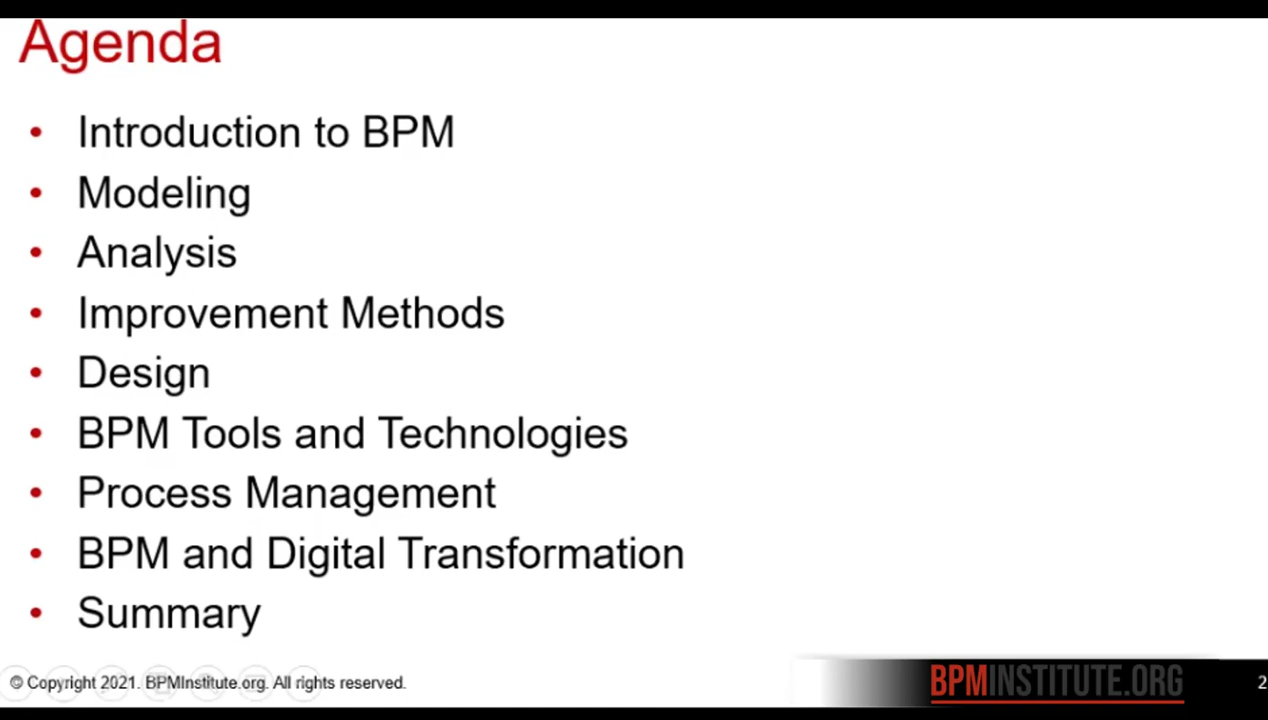 Agenda
• Introduction to BPM
• Modeling
• Analysis
• Improvement Methods
• Design
• BPM Tools and Technologies
• Process Management
• BPM and Digital Transformation
• Summary
© Copyright 2021. BPMInstitute.org. All rights reserved.
BPMINSTITUTE.ORG
2